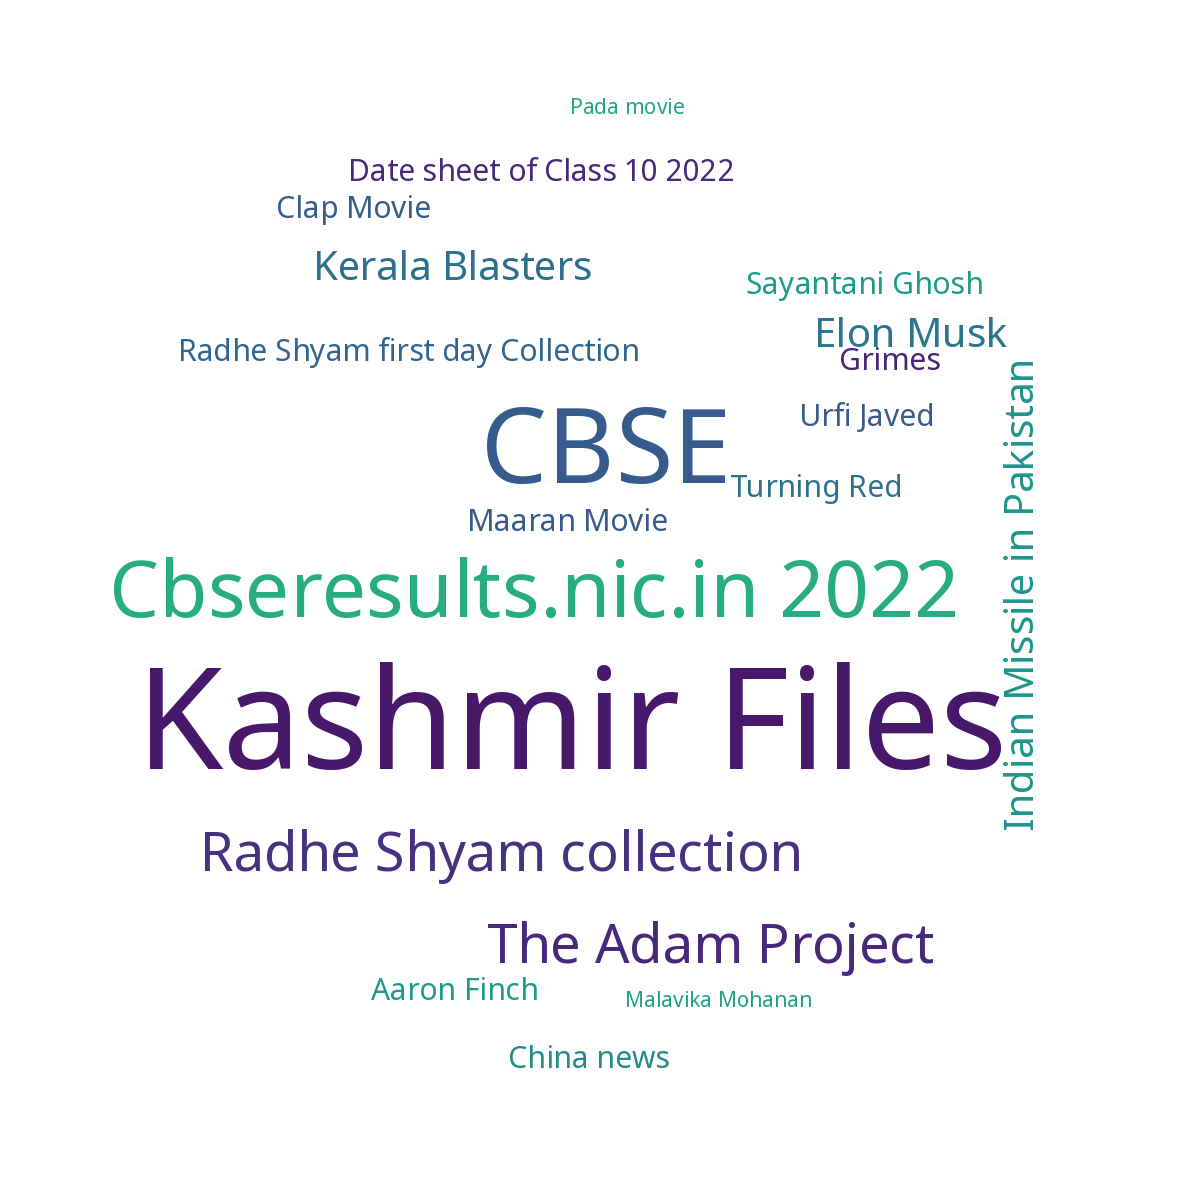 Pada movie
Date sheet of Class 10 2022
Clap Movie
Kerala Blasters
Sayantani Ghosh
Elon Musk
Radhe Shyam first day Collection
Grimes
Indian Missile in Pakistan
CBSE
Urfi Javed
Turning Red
Maaran Movie
Cbseresults.nic.in 2022
Kashmir Files
Radhe Shyam collection
The Adam Project
Aaron Finch
Malavika Mohanan
China news